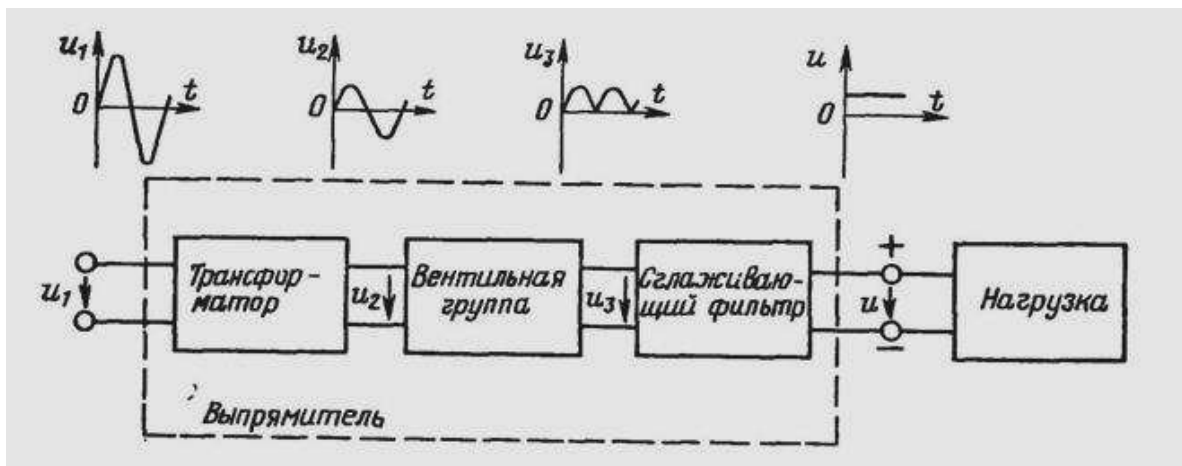 u₁
t
0
u₂
t
0
u₃
t
0
u
t
0
u₁
Трансфор-
матор
u₂
Вентильная
группа
u₃
Сглаживаю-
щий фильтр
+
u
−
Нагрузка
Выпрямитель